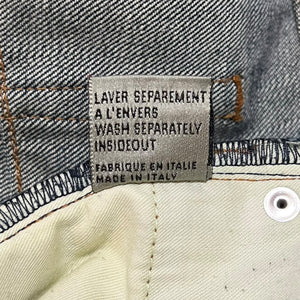 LAVER SEPAREMENT
A L'ENVERS
WASH SEPARATELY
INSIDEOUT
FABRIQUE EN ITALIE
MADE IN ITALY